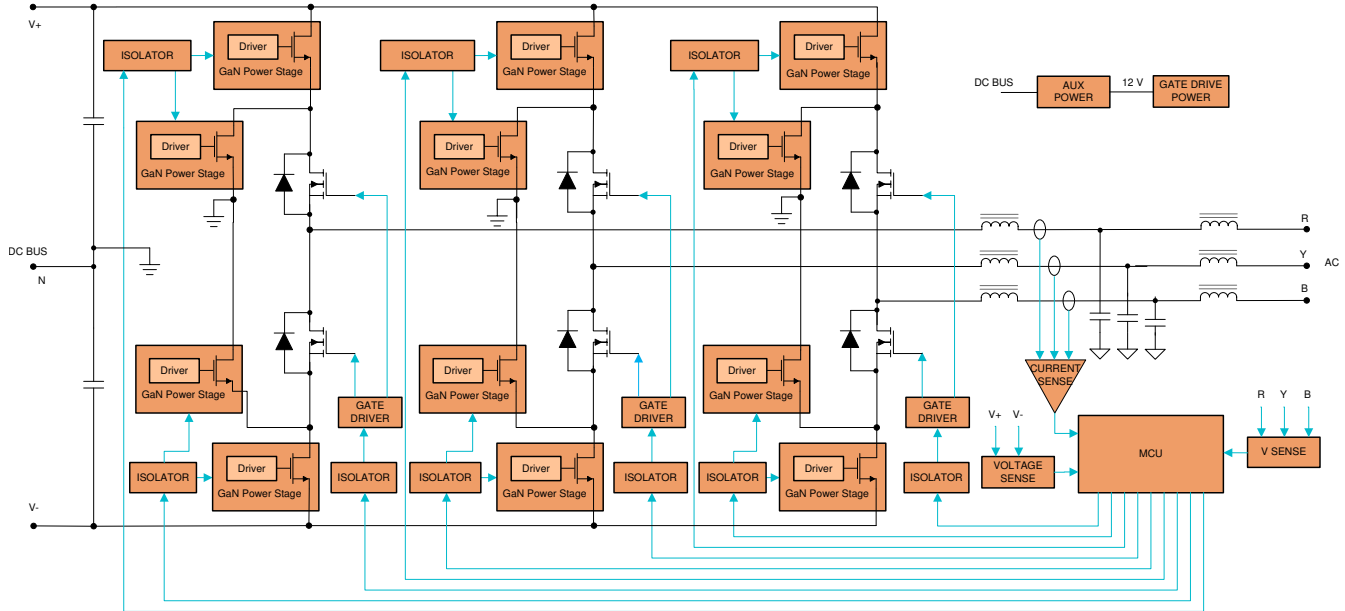 V+
ISOLATOR
Driver
GaN Power Stage
ISOLATOR
Driver
GaN Power Stage
ISOLATOR
Driver
GaN Power Stage
DC BUS
AUX
POWER
12 V
GATE DRIVE
POWER
Driver
GaN Power Stage
Driver
GaN Power Stage
Driver
GaN Power Stage
R
DC BUS
N
Y
AC
B
Driver
GaN Power Stage
Driver
GaN Power Stage
Driver
GaN Power Stage
CURRENT
SENSE
GATE
DRIVER
GATE
DRIVER
GATE
DRIVER
V+
V-
R
Y
B
ISOLATOR
Driver
GaN Power Stage
ISOLATOR
ISOLATOR
Driver
GaN Power Stage
ISOLATOR
ISOLATOR
Driver
GaN Power Stage
ISOLATOR
VOLTAGE
SENSE
MCU
V SENSE
V-